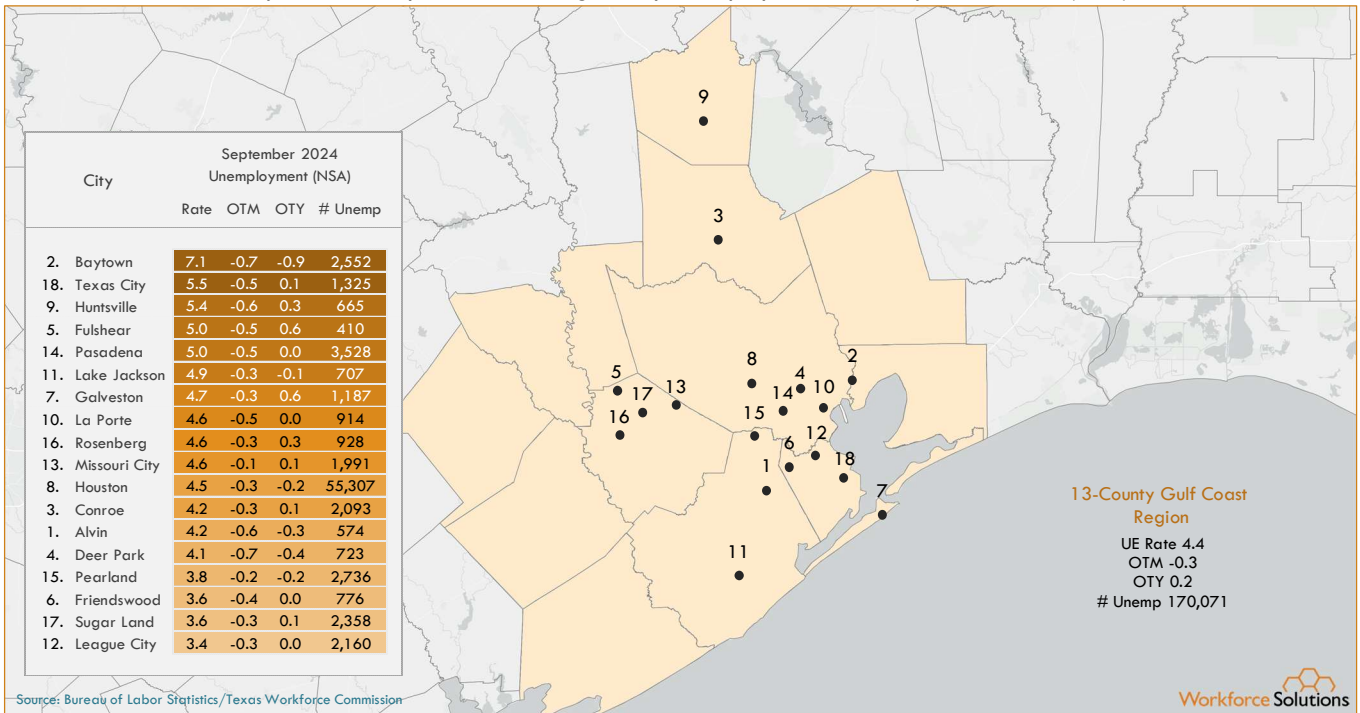 City
September 2024
Unemployment (NSA)
Rate OTM OTY # Unemp
2. Baytown 7.1 -0.7 -0.9 2,552
18. Texas City 5.5 -0.5 0.1 1,325
9. Huntsville 5.4 -0.6 0.3 665
5. Fulshear 5.0 -0.5 0.6 410
14. Pasadena 5.0 -0.5 0.0 3,528
11. Lake Jackson 4.9 -0.3 -0.1 707
7. Galveston 4.7 -0.3 0.6 1,187
10. La Porte 4.6 -0.5 0.0 914
16. Rosenberg 4.6 -0.3 0.3 928
13. Missouri City 4.6 -0.1 0.1 1,991
8. Houston 4.5 -0.3 -0.2 55,307
3. Conroe 4.2 -0.3 0.1 2,093
1. Alvin 4.2 -0.6 -0.3 574
4. Deer Park 4.1 -0.7 -0.4 723
15. Pearland 3.8 -0.2 -0.2 2,736
6. Friendswood 3.6 -0.4 0.0 776
17. Sugar Land 3.6 -0.3 0.1 2,358
12. League City 3.4 -0.3 0.0 2,160
Source: Bureau of Labor Statistics/Texas Workforce Commission
9
3
8
2
5
4
17
13
14
10
16
15
12
6
1
18
7
11
13-County Gulf Coast
Region
UE Rate 4.4
OTM -0.3
OTY 0.2
# Unemp 170,071
Workforce Solutions